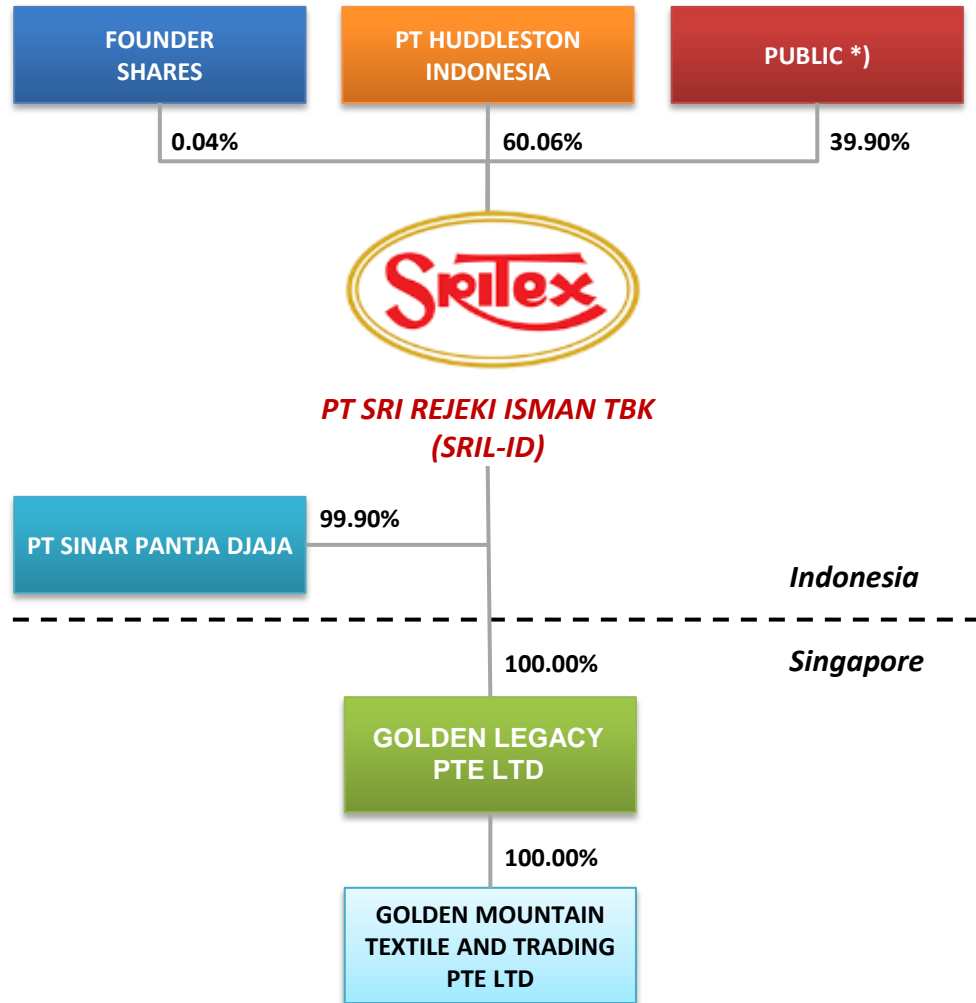 FOUNDER
SHARES
PT HUDDLESTON
INDONESIA
PUBLIC *)
0.04%
60.06%
39.90%
SRITex
PT SRI REJEKI ISMAN TBK
(SRIL-ID)
PT SINAR PANTJA DJAJA
99.90%
Indonesia
Singapore
100.00%
GOLDEN LEGACY
PTE LTD
100.00%
GOLDEN MOUNTAIN
TEXTILE AND TRADING
PTE LTD